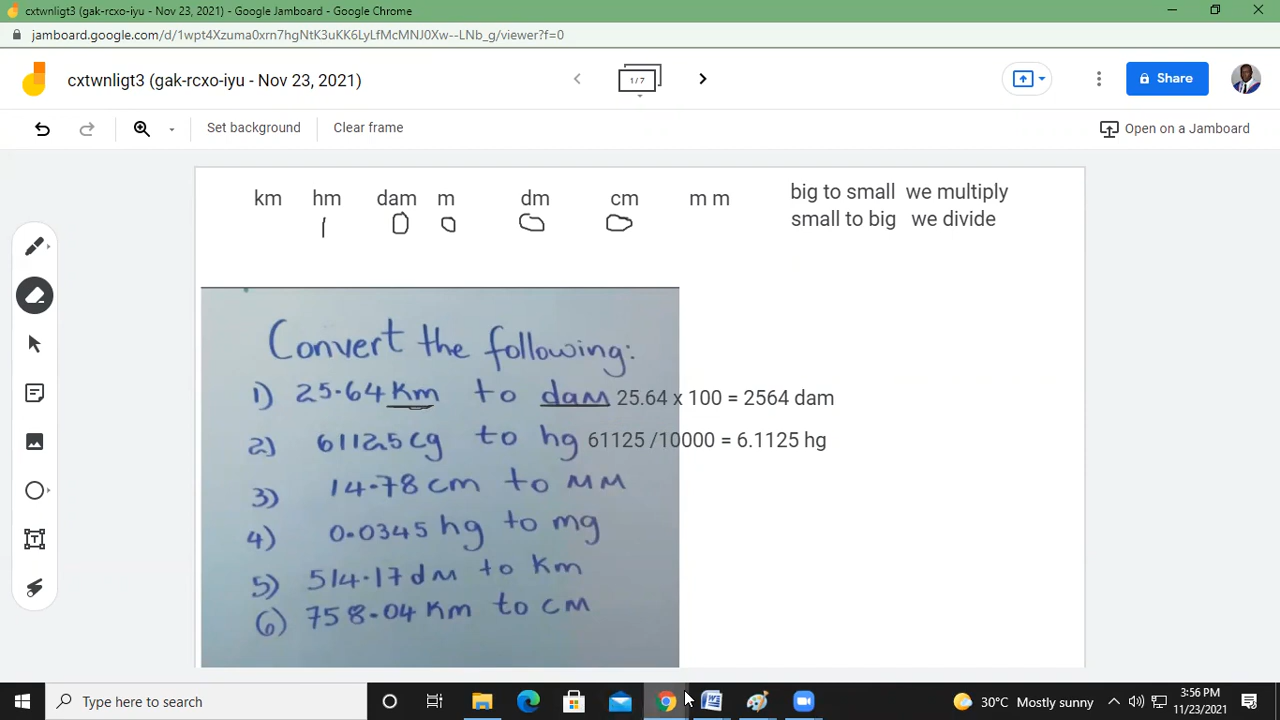 cxtwnligt3 (gak-rcxo-iyu - Nov 23, 2021) - Google Jamboard - Google Chrome
jamboard.google.com/d/1wpt4Xzuma0xrn7hgNtK3uKK6LyLfMcMNJ0Xw--LNb_g/viewer?f=0
cxtwnligt3 (gak-rcxo-iyu - Nov 23, 2021)
1/7
Share
Set background
Clear frame
Open on a Jamboard
km hm dam m dm cm m m
1 0 0 0 0
big to small we multiply
small to big we divide
Convert the following:
1) 25.64 Km to dam 25.64 x 100 = 2564 dam
2) 61125 cg to hg 61125 /10000 = 6.1125 hg
3) 14.78 cm to MM
4) 0.0345 hg to mg
5) 514.17 dm to Km
6) 758.04 Km to cm
Type here to search
30°C Mostly sunny
3:56 PM
11/23/2021